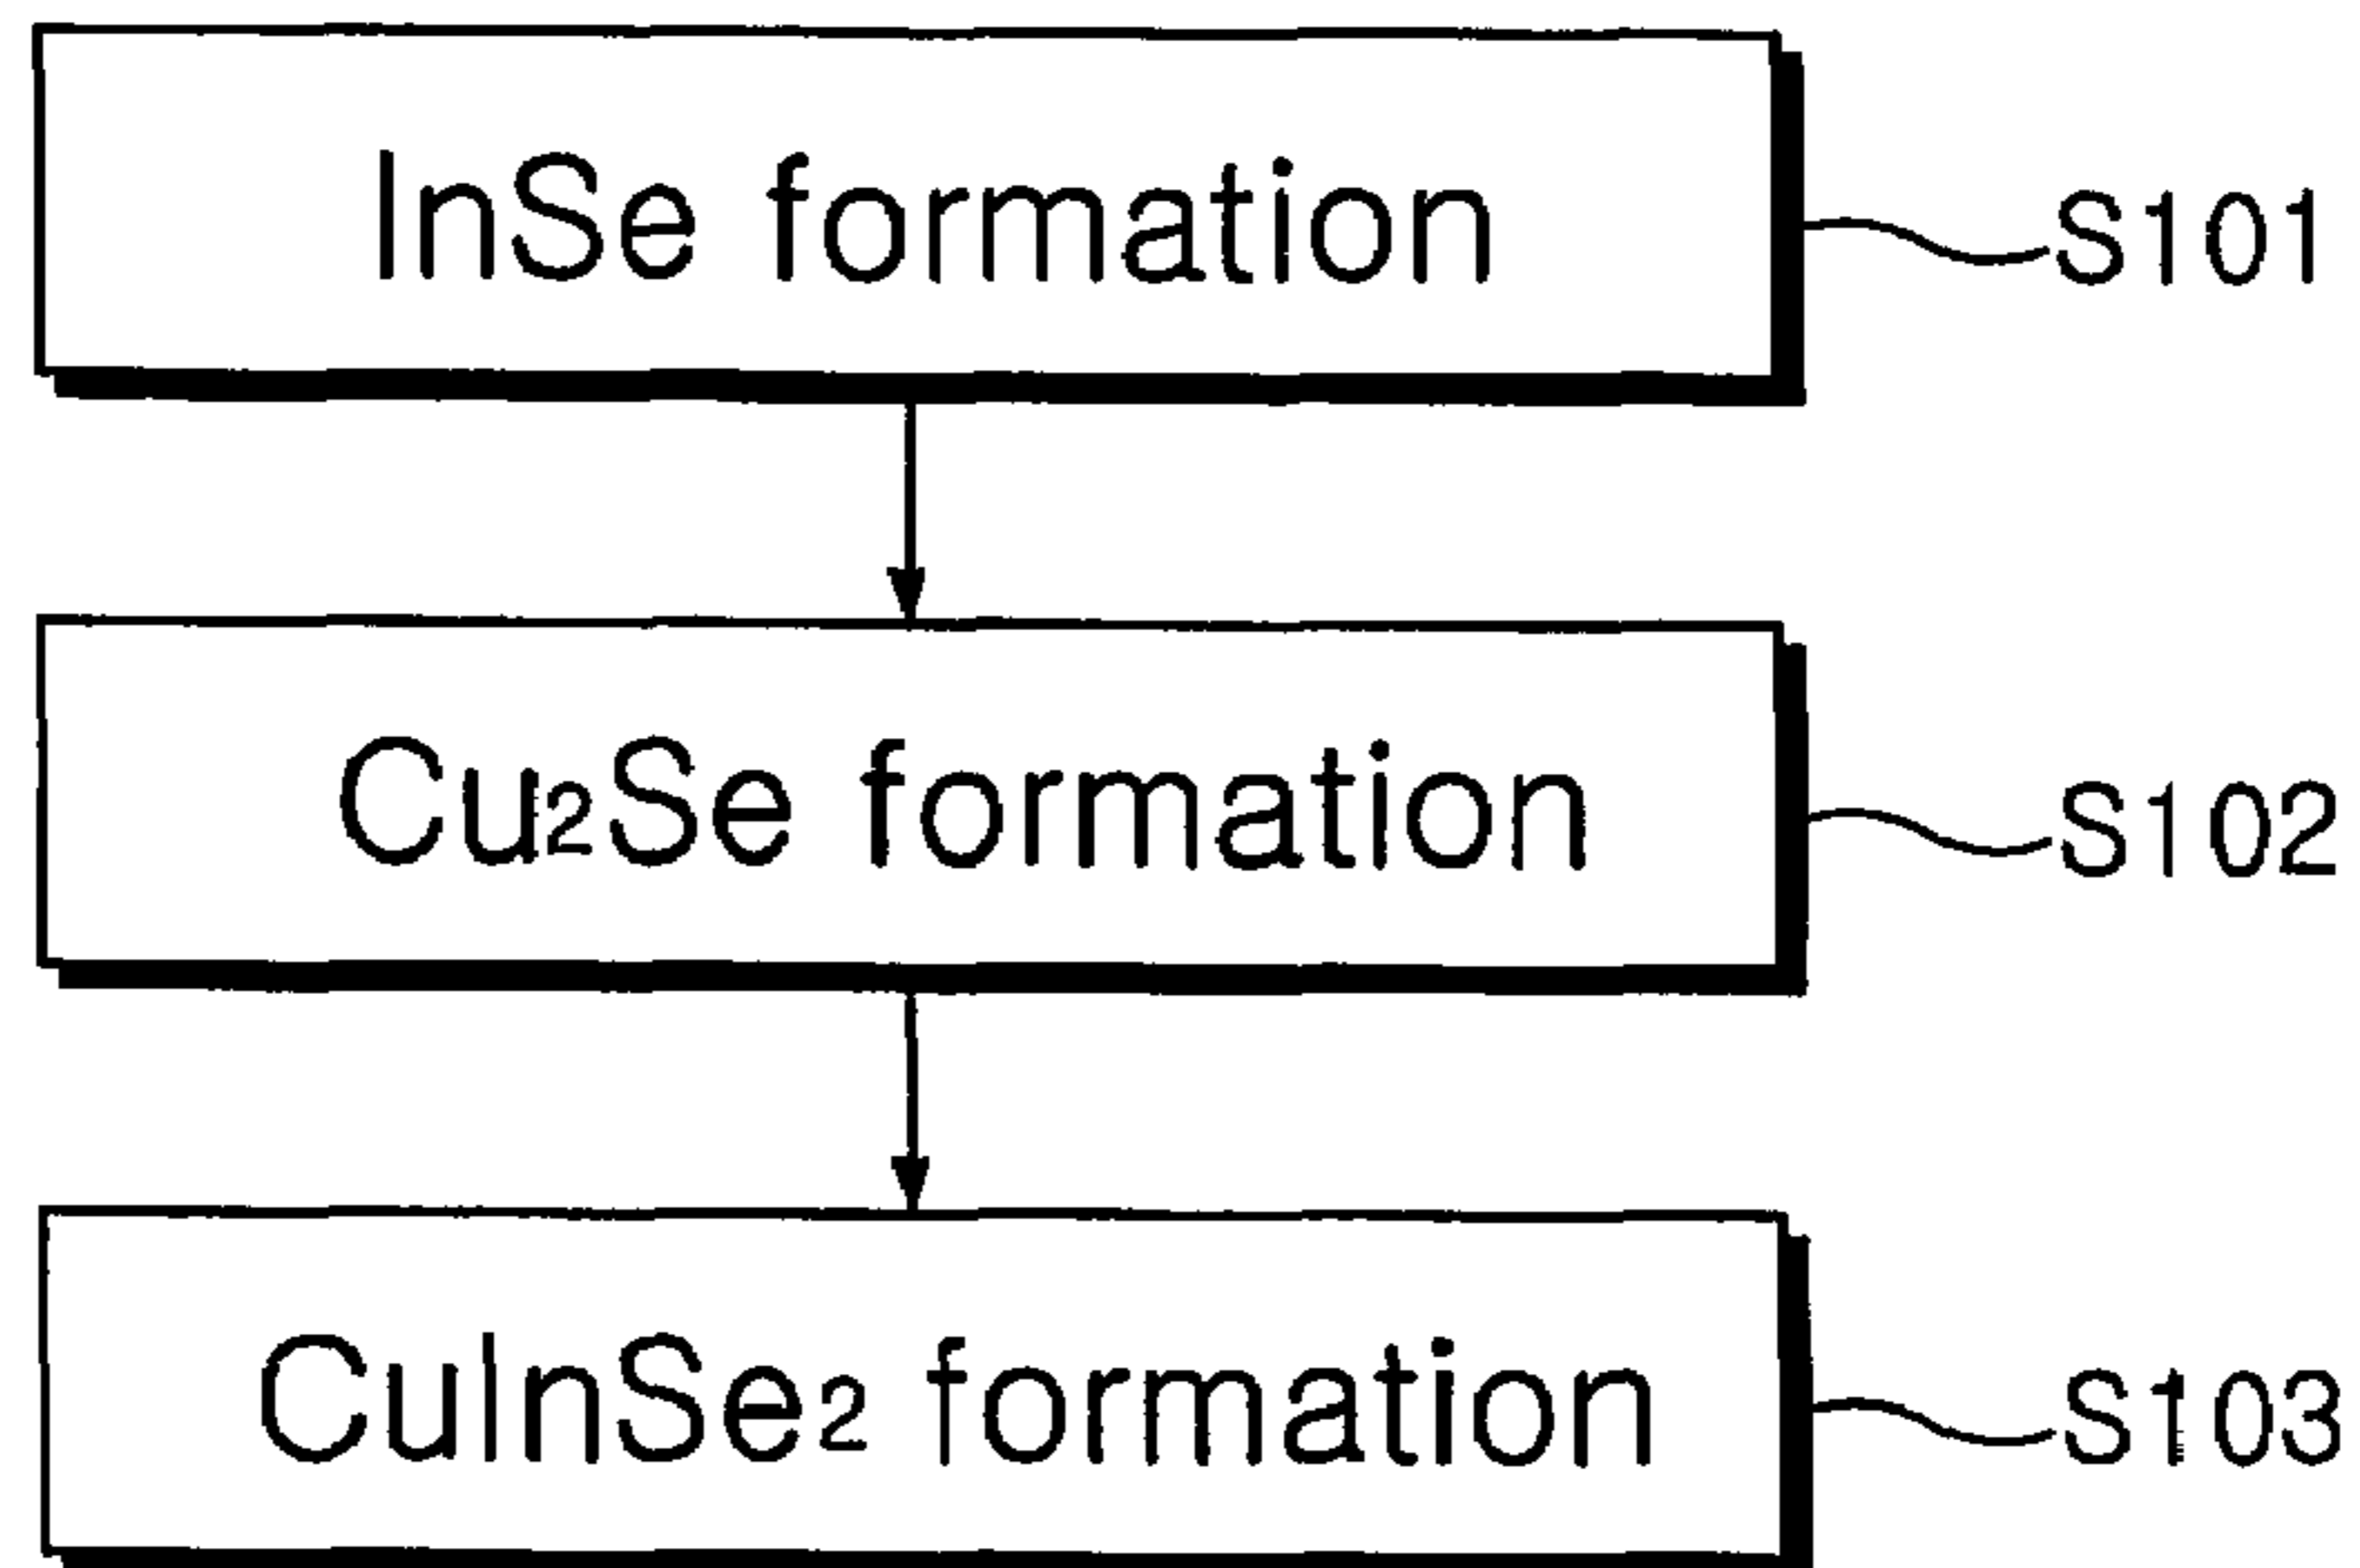 InSe formation S101
Cu₂Se formation S102
CuInSe₂ formation S103